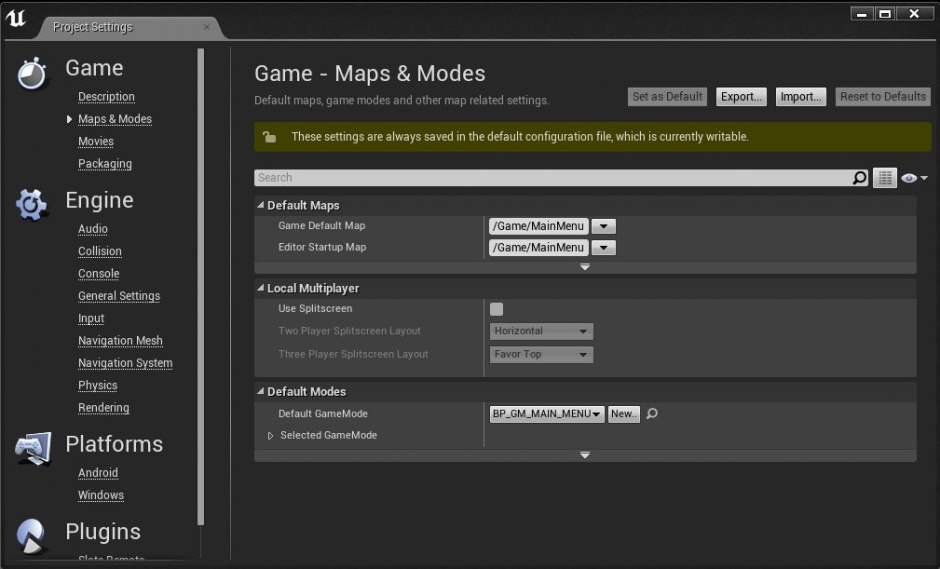 Project Settings
Game
Description
Maps & Modes
Movies
Packaging
Engine
Audio
Collision
Console
General Settings
Input
Navigation Mesh
Navigation System
Physics
Rendering
Platforms
Android
Windows
Plugins
Slate Remote
Game - Maps & Modes
Default maps, game modes and other map related settings.
Set as Default Export... Import... Reset to Defaults
These settings are always saved in the default configuration file, which is currently writable.
Search
Default Maps
Game Default Map /Game/MainMenu
Editor Startup Map /Game/MainMenu
Local Multiplayer
Use Splitscreen
Two Player Splitscreen Layout Horizontal
Three Player Splitscreen Layout Favor Top
Default Modes
Default GameMode BP_GM_MAIN_MENU New..
Selected GameMode